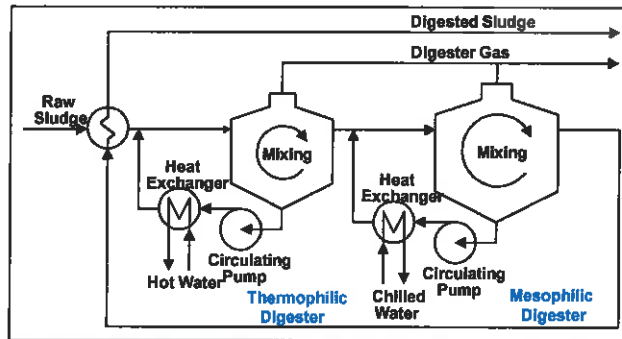 Digested Sludge
Digester Gas
Raw
Sludge
Mixing
Mixing
Heat
Exchanger
Heat
Exchanger
Circulating
Pump
Circulating
Pump
Hot Water
Chilled
Water
Thermophilic
Digester
Mesophilic
Digester